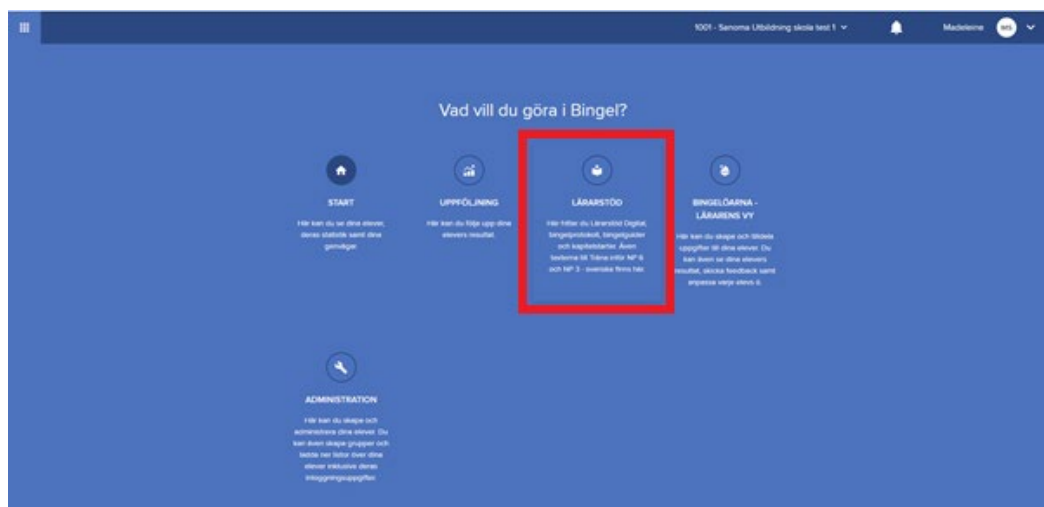 1001 - Sanoma Utbildning skola test 1
Madeleine
MS
Vad vill du göra i Bingel?
START
Här kan du se dina elever,
deras statistik samt dina
genvägar.
UPPFÖLJNING
Här kan du följa upp dina
elevers resultat.
LÄRARSTÖD
Här hittar du Lärarstöd Digital,
bingelprotokoll, bingelguider
och kapitelstarter. Även
texterna till Träna inför NP 6
och NP 3 - svenska finns här.
BINGELÖARNA -
LÄRARENS VY
Här kan du skapa och tilldela
uppgifter till dina elever. Du
kan även se dina elevers
resultat, skicka feedback samt
anpassa varje elevs ö.
ADMINISTRATION
Här kan du skapa och
administrera dina elever. Du
kan även skapa grupper och
ladda ner listor över dina
elever inklusive deras
inloggningsuppgifter.